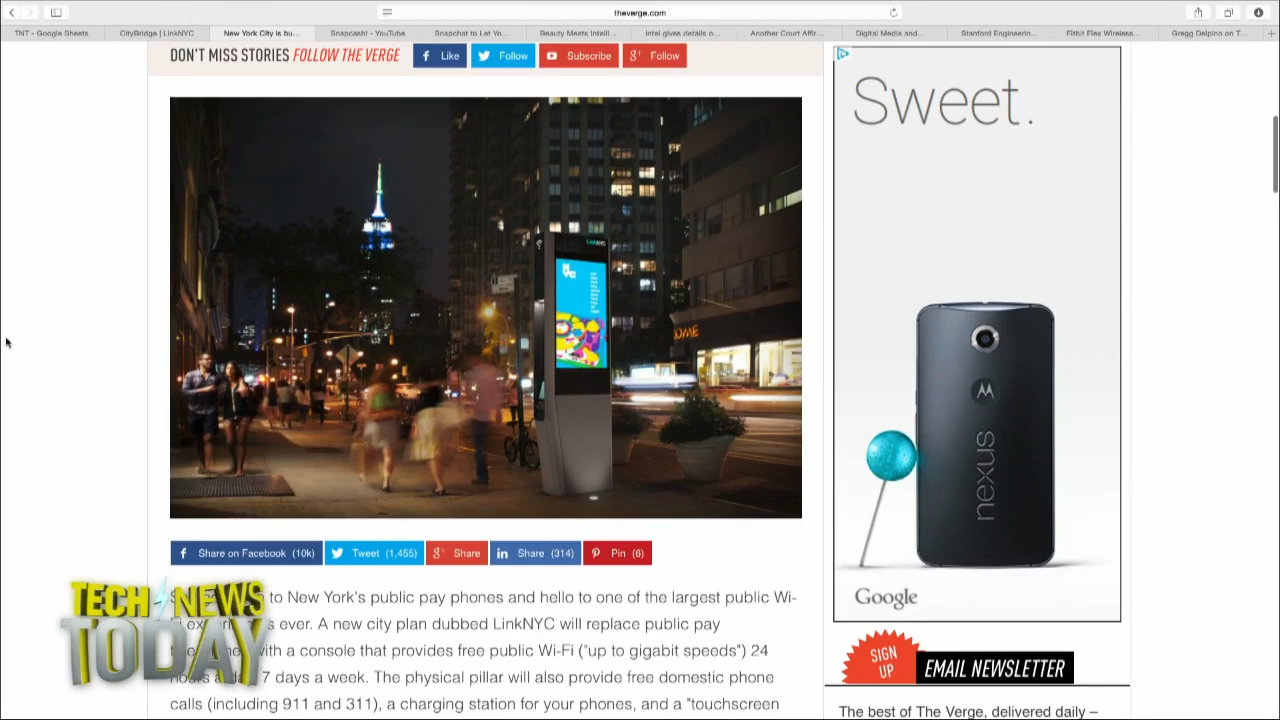 theverge.com
TNT - Google Sheets
CityBridge | LinkNYC
New York City is bu...
Snapcash! - YouTube
Snapchat to Let Yo...
Beauty Meets Intelli...
Intel gives details o...
Another Court Affir...
Digital Media and...
Stanford Engineerin...
Fitbit Flex Wireless...
Gregg Delpino on T...
DON'T MISS STORIES FOLLOW THE VERGE
Like
Follow
Subscribe
Follow
Sweet.
LinkNYC
NYC
OME
nexus
Google
Share on Facebook (10k)
Tweet (1,455)
Share
Share (314)
Pin (6)
TECH NEWS
TODAY
to New York's public pay phones and hello to one of the largest public Wi-
ever. A new city plan dubbed LinkNYC will replace public pay
with a console that provides free public Wi-Fi ("up to gigabit speeds") 24
7 days a week. The physical pillar will also provide free domestic phone
calls (including 911 and 311), a charging station for your phones, and a "touchscreen
SIGN
UP
EMAIL NEWSLETTER
The best of The Verge, delivered daily –